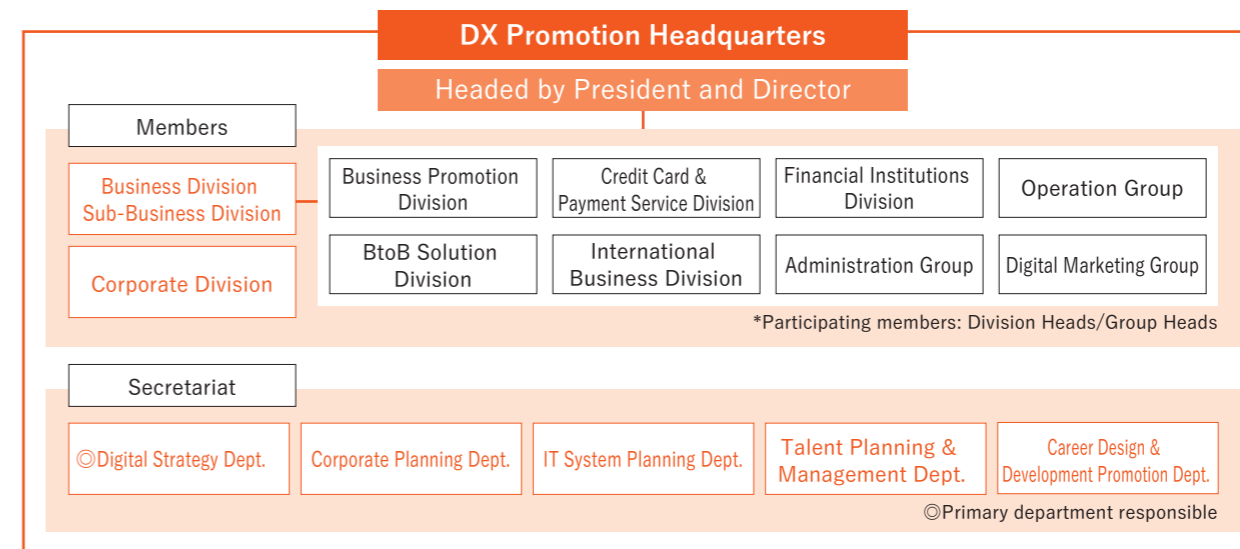 DX Promotion Headquarters
Headed by President and Director
Members
Business Division
Sub-Business Division
Corporate Division
Business Promotion
Division
Credit Card &
Payment Service Division
Financial Institutions
Division
Operation Group
BtoB Solution
Division
International
Business Division
Administration Group
Digital Marketing Group
*Participating members: Division Heads/Group Heads
Secretariat
◎Digital Strategy Dept.
Corporate Planning Dept.
IT System Planning Dept.
Talent Planning &
Management Dept.
Career Design &
Development Promotion Dept.
◎Primary department responsible